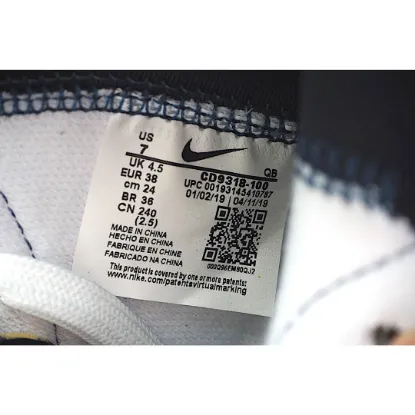 US
7
UK 4.5
EUR 38
cm 24
BR 36
CN 240
(2.5)
QB
CD9318-100
UPC 00193145410787
01/02/19 | 04/11/19
MADE IN CHINA
HECHO EN CHINA
FABRIQUE EN CHINE
FABRICADO NA CHINA
This product is covered by one or more
www.nike.com/patents